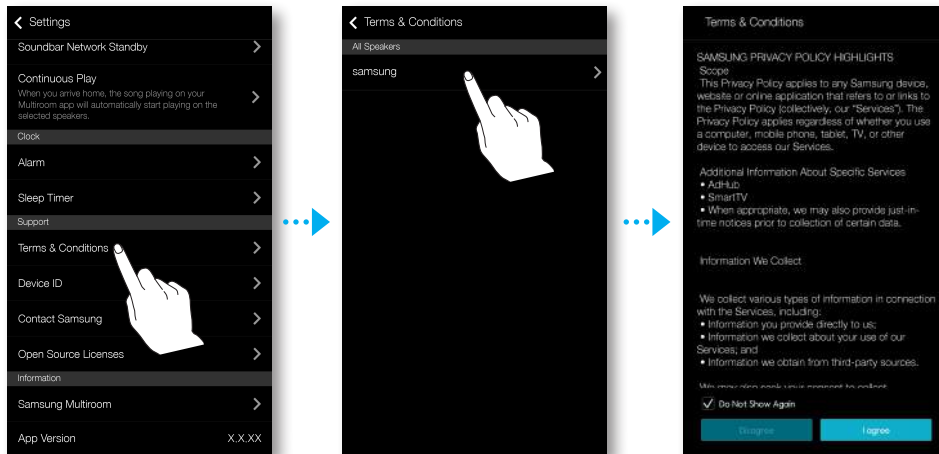 Settings
Soundbar Network Standby
Continuous Play
When you arrive home, the song playing on your
Multiroom app will automatically start playing on the
selected speakers.
Clock
Alarm
Sleep Timer
Support
Terms & Conditions
Device ID
Contact Samsung
Open Source Licenses
Information
Samsung Multiroom
App Version X.X.XX
Terms & Conditions
All Speakers
samsung
Terms & Conditions
SAMSUNG PRIVACY POLICY HIGHLIGHTS
Scope
This Privacy Policy applies to any Samsung device,
website or online application that refers to or links to
the Privacy Policy (collectively, our “Services”). The
Privacy Policy applies regardless of whether you use
a computer, mobile phone, tablet, TV, or other
device to access our Services.
Additional Information About Specific Services
• AdHub
• SmartTV
• When appropriate, we may also provide just-in-
time notices prior to collection of certain data.
Information We Collect
We collect various types of information in connection
with the Services, including:
• Information you provide directly to us;
• Information we collect about your use of our
Services; and
• Information we obtain from third-party sources.
We may also seek your consent to collect
Do Not Show Again
Disagree
I agree